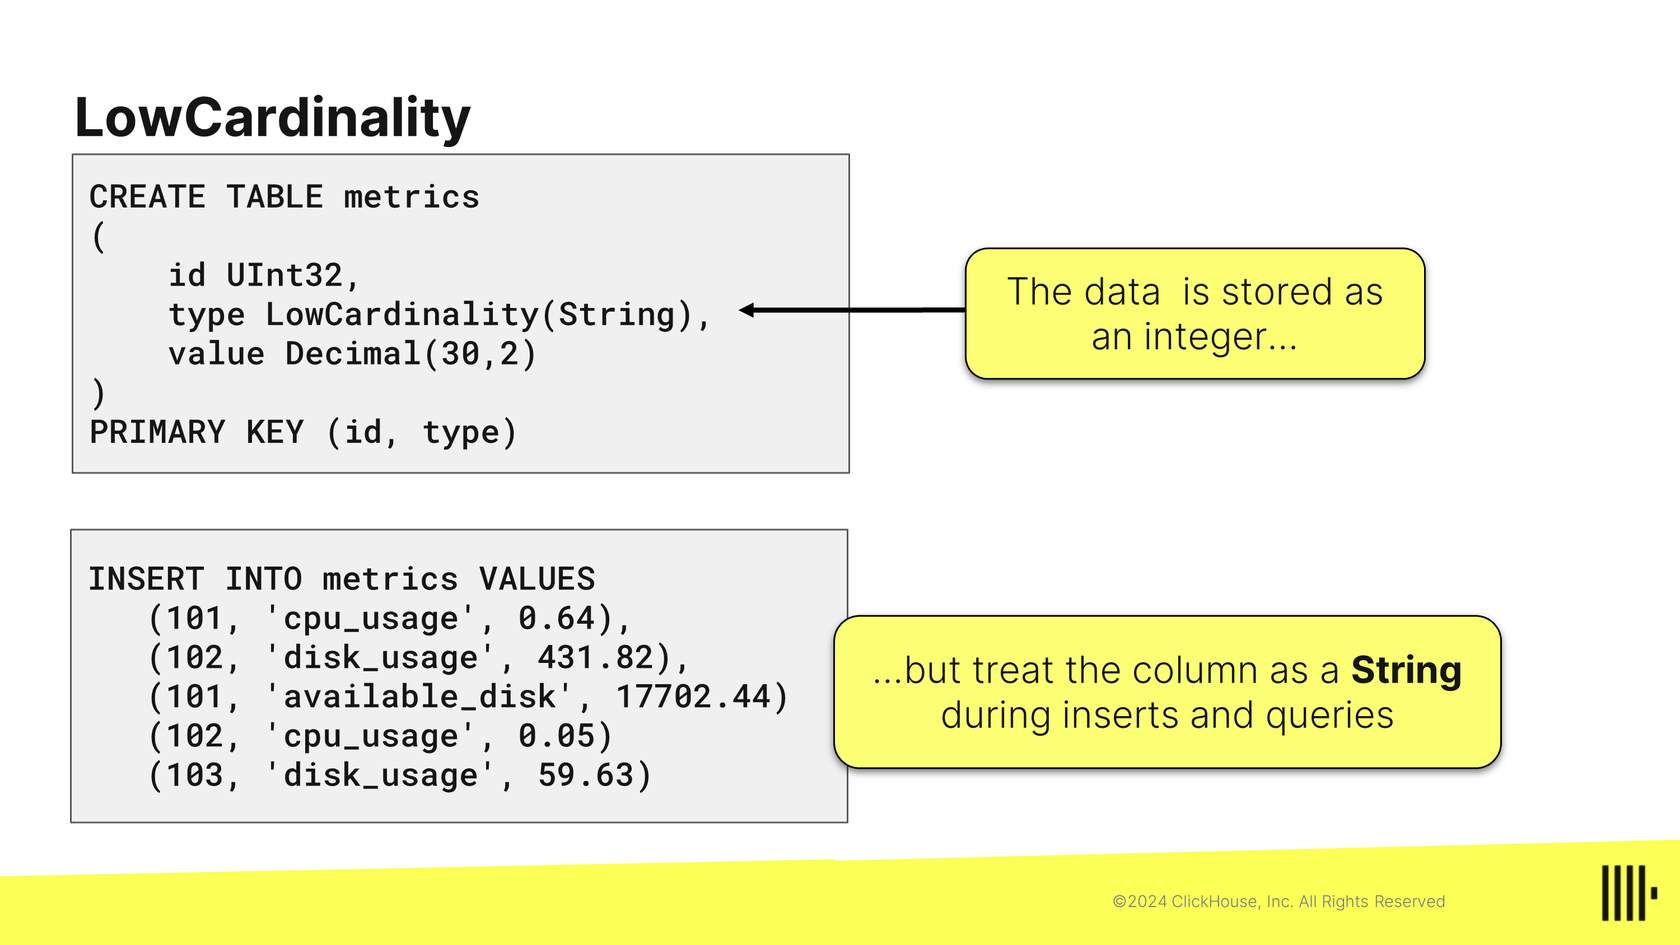 LowCardinality
CREATE TABLE metrics
(
    id UInt32,
    type LowCardinality(String),
    value Decimal(30,2)
)
PRIMARY KEY (id, type)
The data  is stored as
an integer...
INSERT INTO metrics VALUES
   (101, 'cpu_usage', 0.64),
   (102, 'disk_usage', 431.82),
   (101, 'available_disk', 17702.44)
   (102, 'cpu_usage', 0.05)
   (103, 'disk_usage', 59.63)
...but treat the column as a String
during inserts and queries
©2024 ClickHouse, Inc. All Rights Reserved